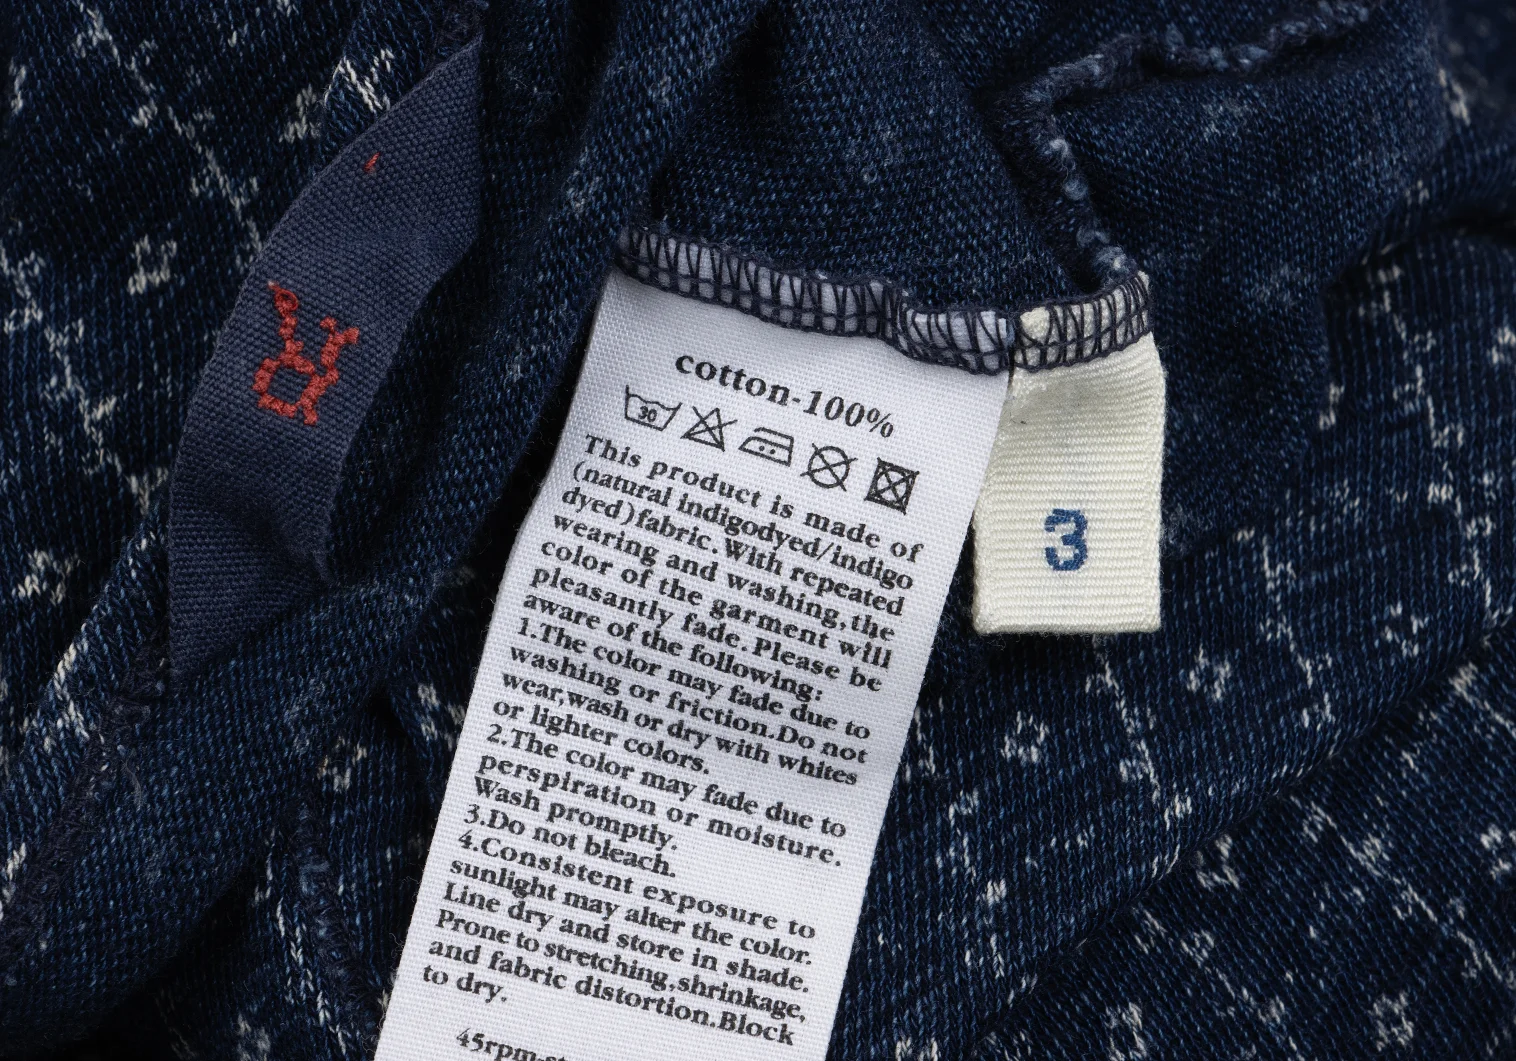 cotton-100%
30
This product is made of
(natural indigodyed/indigo
dyed)fabric. With repeated
wearing and washing,the
color of the garment will
pleasantly fade. Please be
aware of the following:
1.The color may fade due to
washing or friction.Do not
wear,wash or dry with whites
or lighter colors.
2.The color may fade due to
perspiration or moisture.
Wash promptly.
3.Do not bleach.
4.Consistent exposure to
sunlight may alter the color.
Line dry and store in shade.
Prone to stretching,shrinkage,
and fabric distortion.Block
to dry.
45rpm-st
3